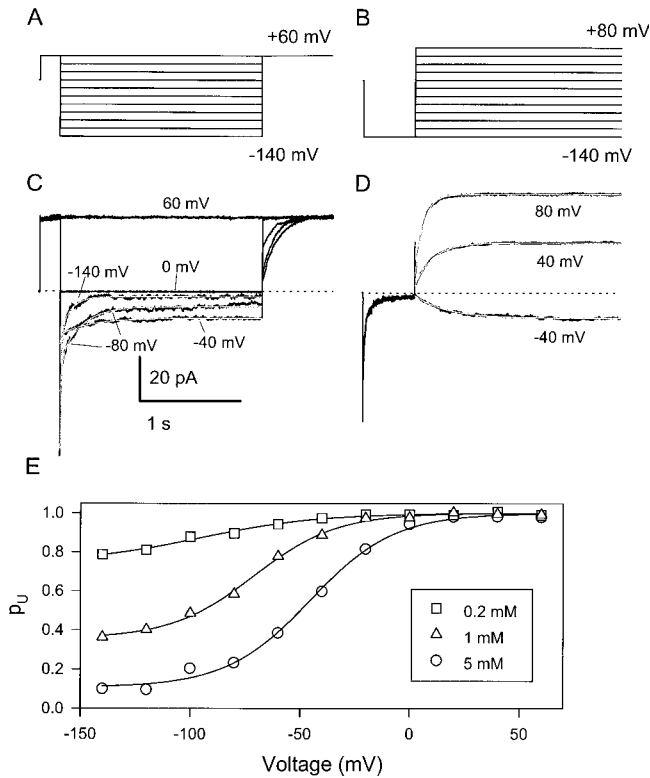 A
B
+60 mV
+80 mV
-140 mV
-140 mV
C
D
60 mV
0 mV
-140 mV
-80 mV
-40 mV
20 pA
1 s
80 mV
40 mV
-40 mV
E
1.0
0.8
0.6
0.4
0.2
0.0
pU
0.2 mM
1 mM
5 mM
-150
-100
-50
0
50
Voltage (mV)